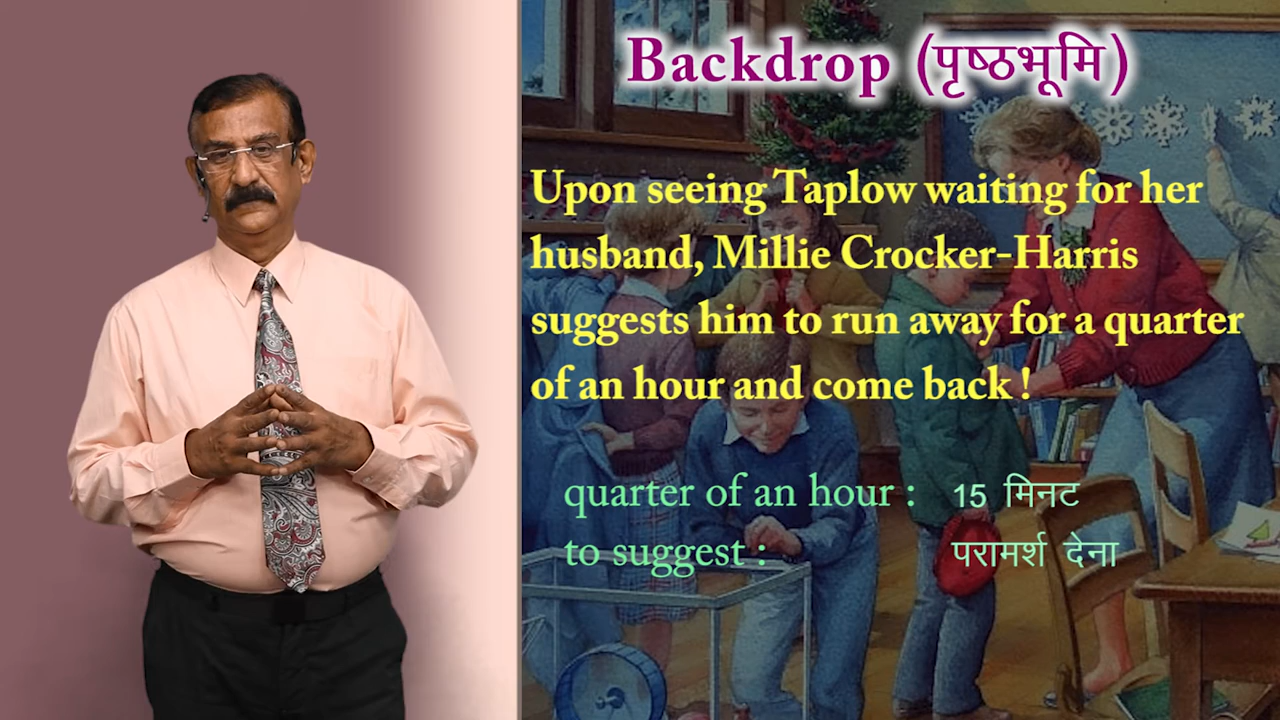 Backdrop (पृष्ठभूमि)
Upon seeing Taplow waiting for her
husband, Millie Crocker-Harris
suggests him to run away for a quarter
of an hour and come back !
quarter of an hour : 15 मिनट
to suggest : परामर्श देना